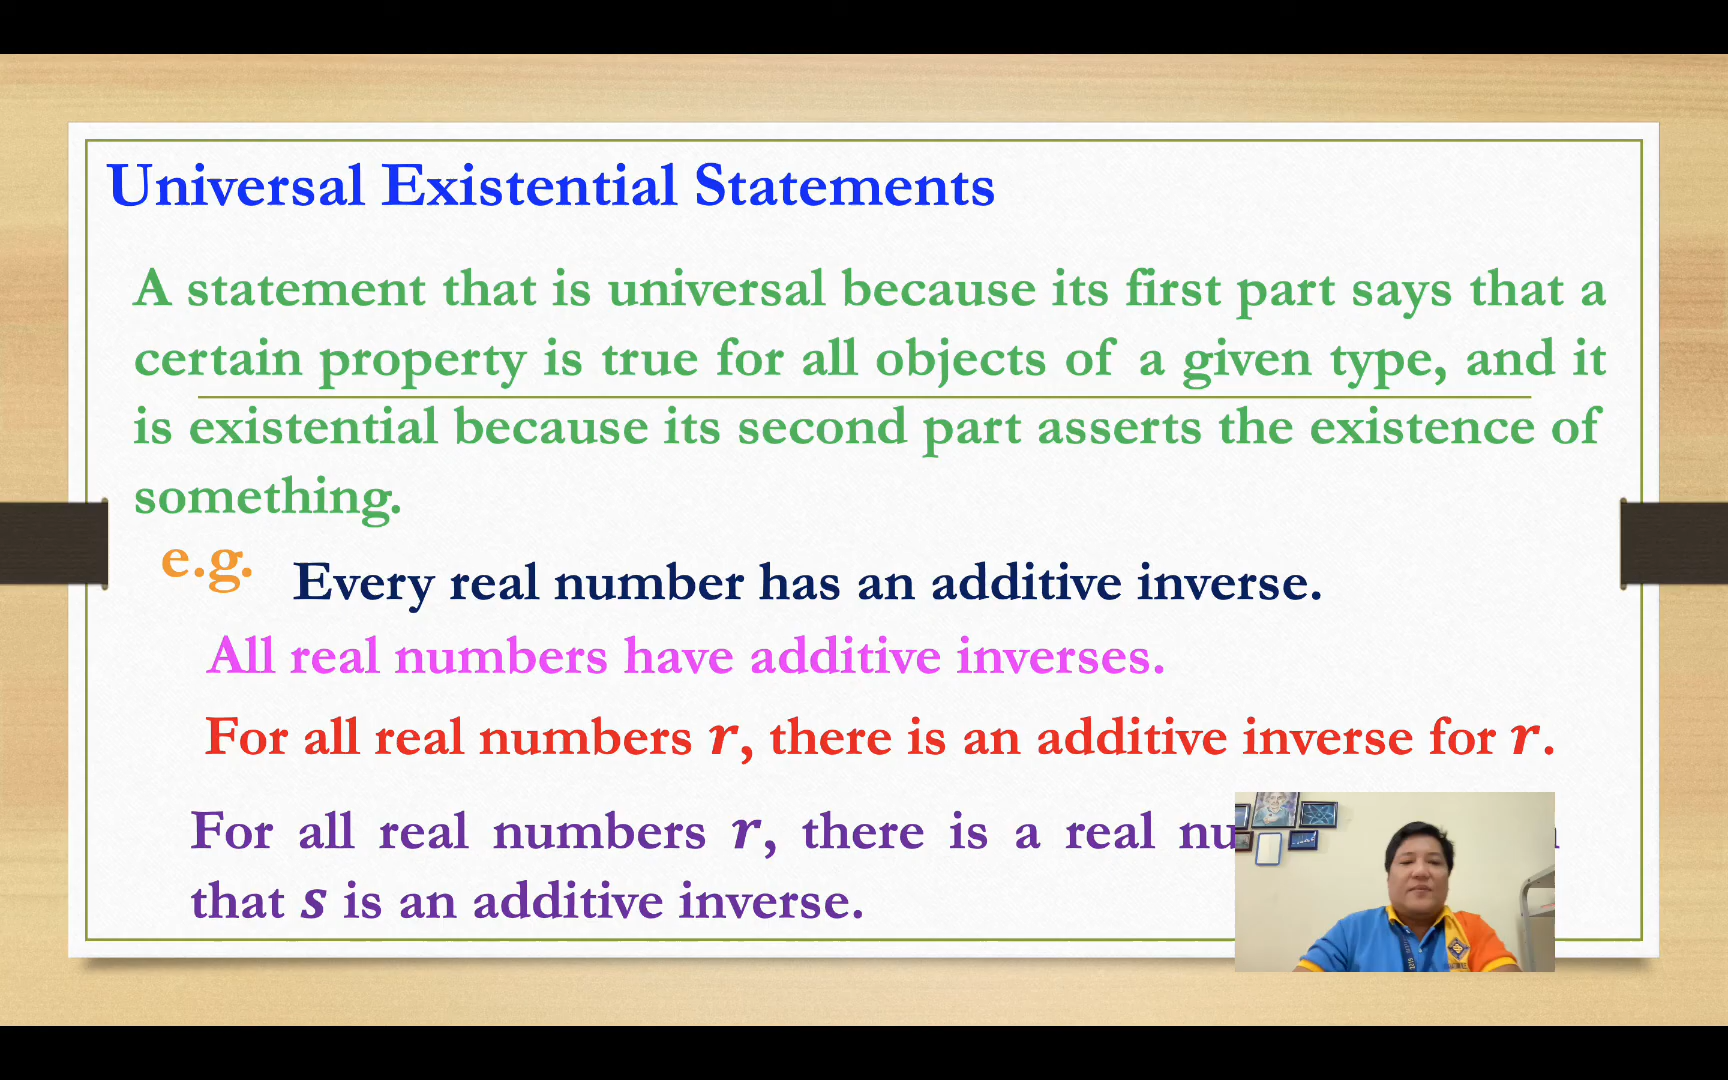 Universal Existential Statements
A statement that is universal because its first part says that a
certain property is true for all objects of a given type, and it
is existential because its second part asserts the existence of
something.
e.g. Every real number has an additive inverse.
All real numbers have additive inverses.
For all real numbers r, there is an additive inverse for r.
For all real numbers r, there is a real
that s is an additive inverse.